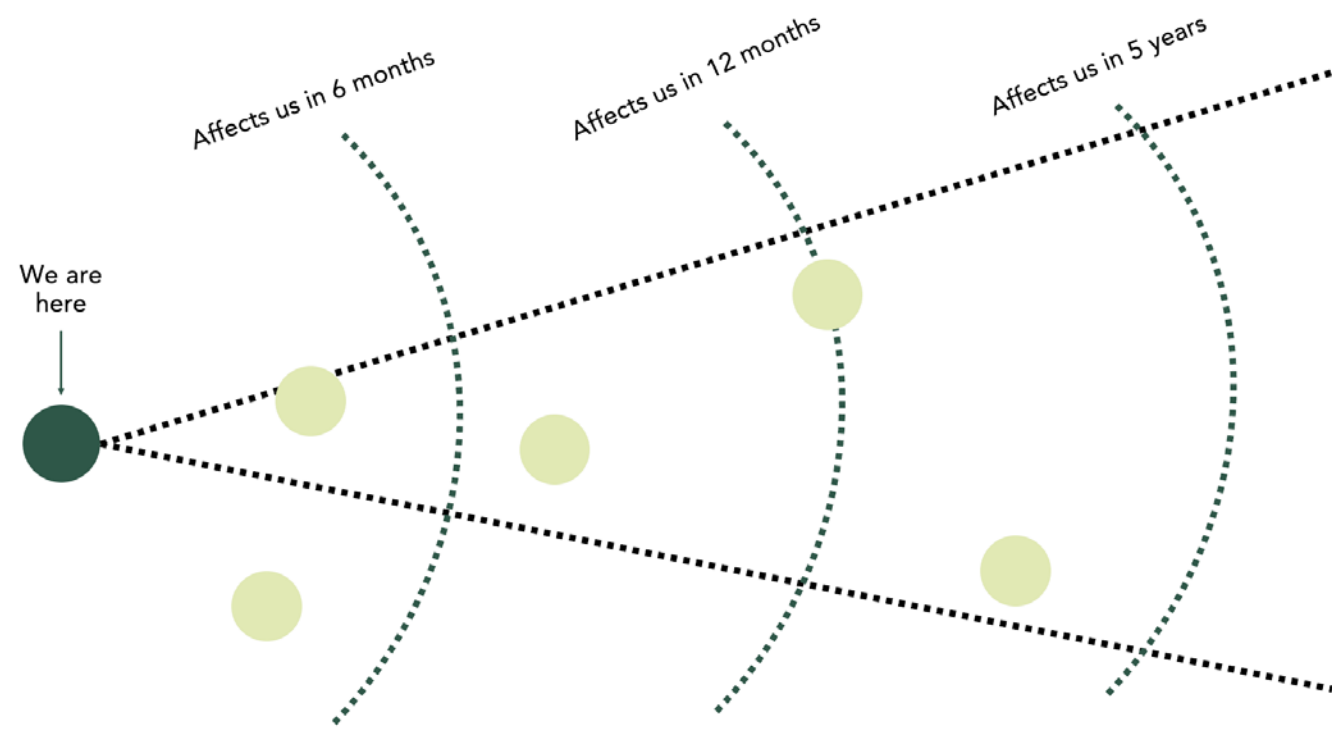 Affects us in 6 months
Affects us in 12 months
Affects us in 5 years
We are
here